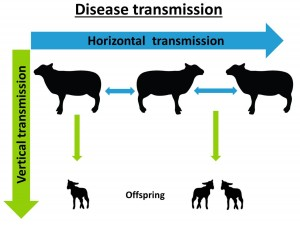 Disease transmission
Horizontal transmission
Vertical transmission
Offspring